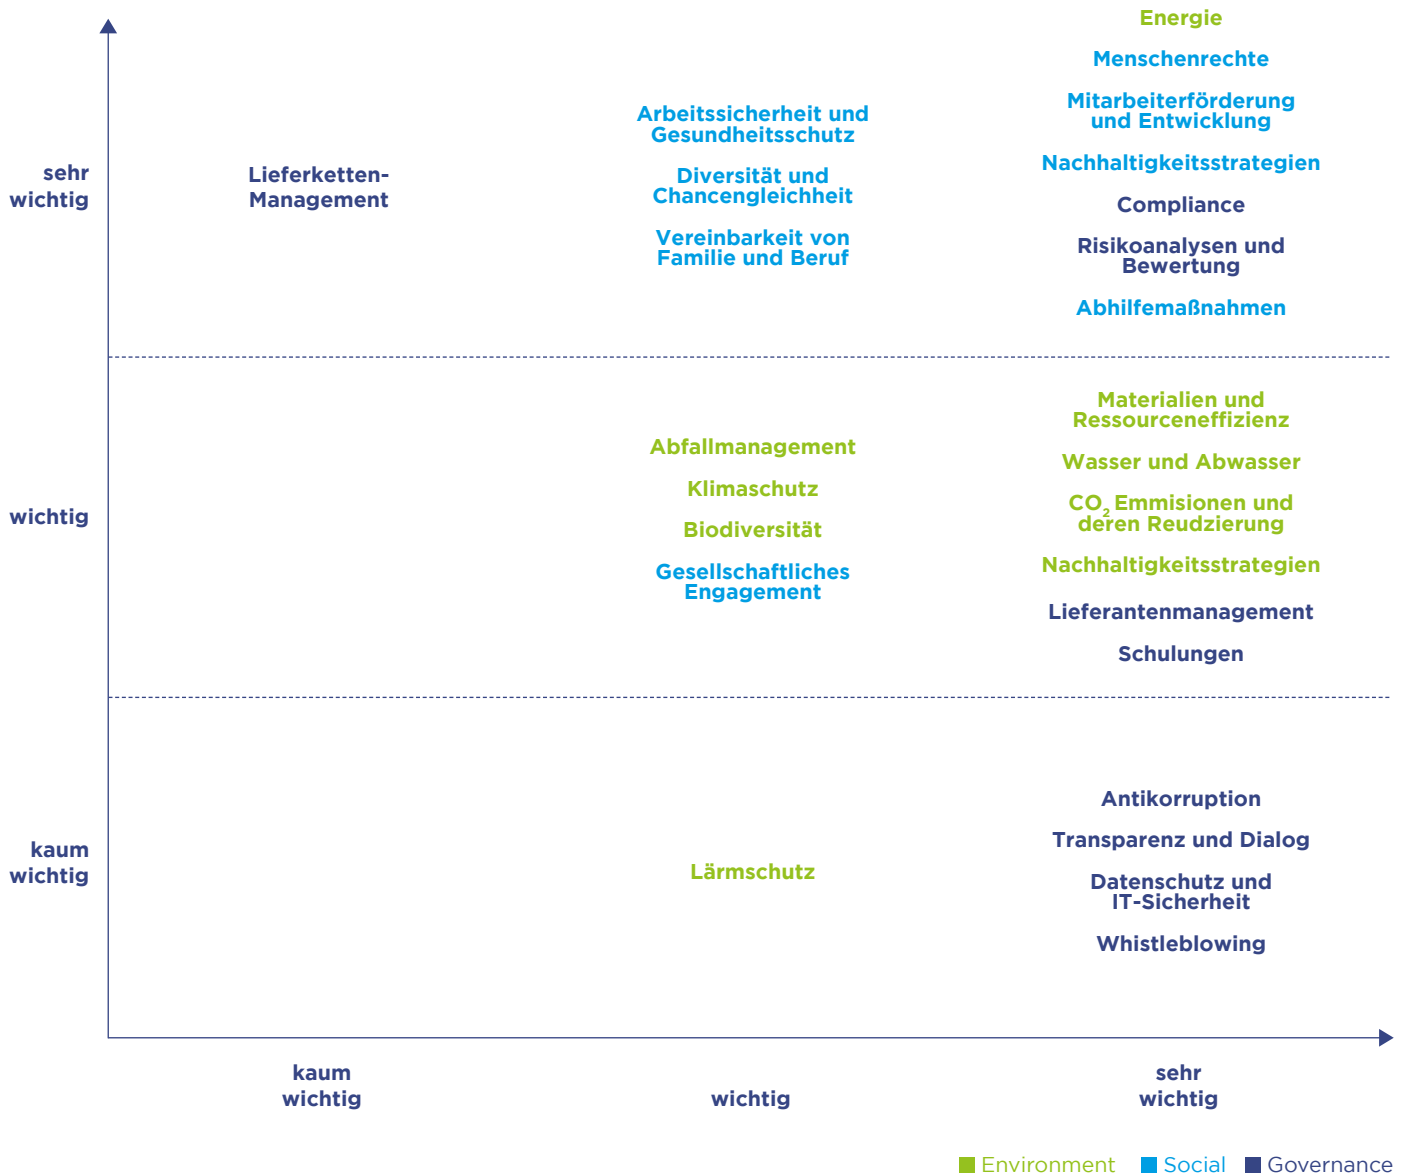 sehr
wichtig
Lieferketten-
Management
Arbeitssicherheit und
Gesundheitsschutz
Diversität und
Chancengleichheit
Vereinbarkeit von
Familie und Beruf
Energie
Menschenrechte
Mitarbeiterförderung
und Entwicklung
Nachhaltigkeitsstrategien
Compliance
Risikoanalysen und
Bewertung
Abhilfemaßnahmen
wichtig
Abfallmanagement
Klimaschutz
Biodiversität
Gesellschaftliches
Engagement
Materialien und
Ressourceneffizienz
Wasser und Abwasser
CO₂ Emmisionen und
deren Reudzierung
Nachhaltigkeitsstrategien
Lieferantenmanagement
Schulungen
kaum
wichtig
Lärmschutz
Antikorruption
Transparenz und Dialog
Datenschutz und
IT-Sicherheit
Whistleblowing
kaum
wichtig
wichtig
sehr
wichtig
Environment Social Governance